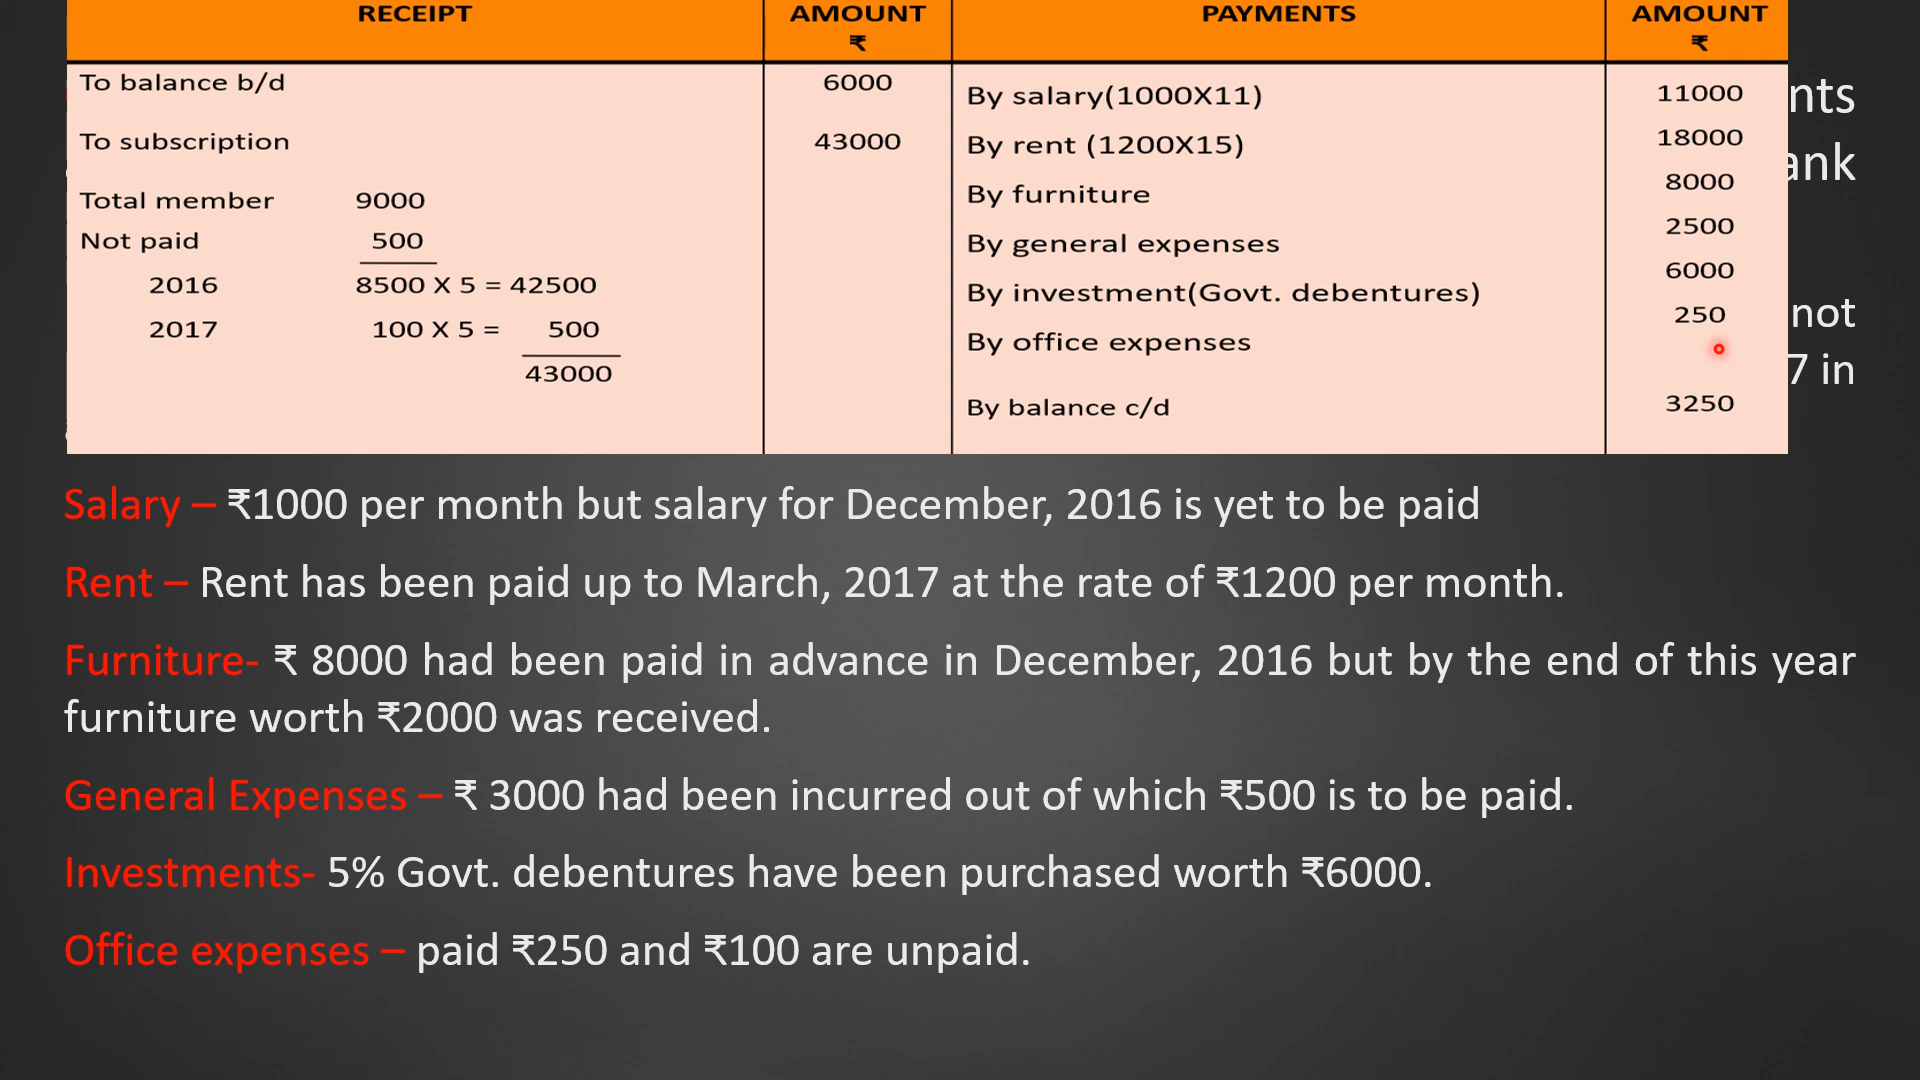 RECEIPT AMOUNT ₹ PAYMENTS AMOUNT ₹
To balance b/d 6000 By salary(1000X11) 11000
To subscription 43000 By rent (1200X15) 18000
Total member 9000 By furniture 8000
Not paid 500 By general expenses 2500
2016 8500 X 5 = 42500 By investment(Govt. debentures) 6000
2017 100 X 5 = 500 By office expenses 250
43000
By balance c/d 3250
not
7 in
Salary – ₹1000 per month but salary for December, 2016 is yet to be paid
Rent – Rent has been paid up to March, 2017 at the rate of ₹1200 per month.
Furniture- ₹ 8000 had been paid in advance in December, 2016 but by the end of this year
furniture worth ₹2000 was received.
General Expenses – ₹ 3000 had been incurred out of which ₹500 is to be paid.
Investments- 5% Govt. debentures have been purchased worth ₹6000.
Office expenses – paid ₹250 and ₹100 are unpaid.